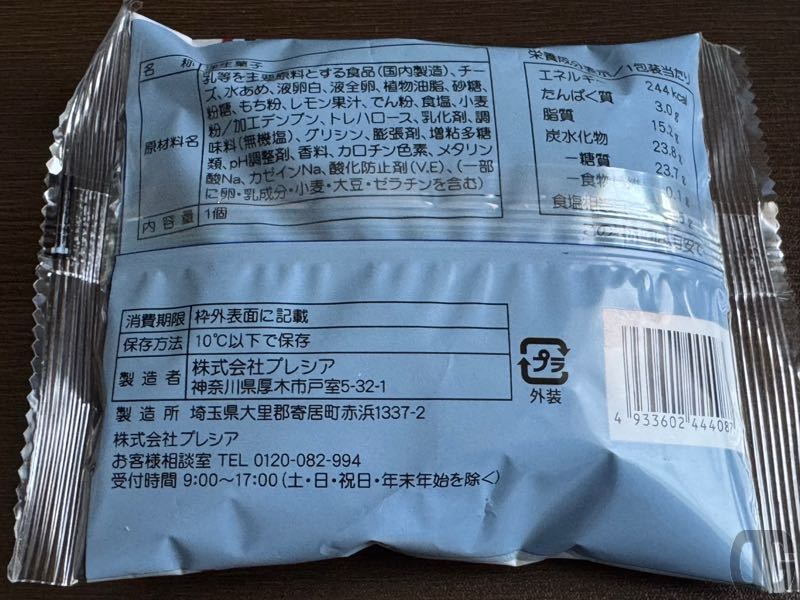 名 称 洋生菓子
原材料名
乳等を主要原料とする食品(国内製造)、チー
ズ、水あめ、液卵白、液全卵、植物油脂、砂糖、
粉糖、もち粉、レモン果汁、でん粉、食塩、小麦
粉/加工デンプン、トレハロース、乳化剤、調
味料(無機塩)、グリシン、膨張剤、増粘多糖
類、pH調整剤、香料、カロチン色素、メタリン
酸Na、カゼインNa、酸化防止剤(V.E)、(一部
に卵・乳成分・小麦・大豆・ゼラチンを含む)
内容量 1個
栄養成分表示/1包装当たり
エネルギー 244kcal
たんぱく質 3.0g
脂質 15.2g
炭水化物 23.8g
－糖質 23.7g
－食物 0.1g
食塩相
消費期限 枠外表面に記載
保存方法 10℃以下で保存
製造者 株式会社プレシア
神奈川県厚木市戸室5-32-1
製造所 埼玉県大里郡寄居町赤浜1337-2
株式会社プレシア
お客様相談室 TEL 0120-082-994
受付時間 9:00～17:00(土・日・祝日・年末年始を除く)
プラ
外装
4 933602 444087